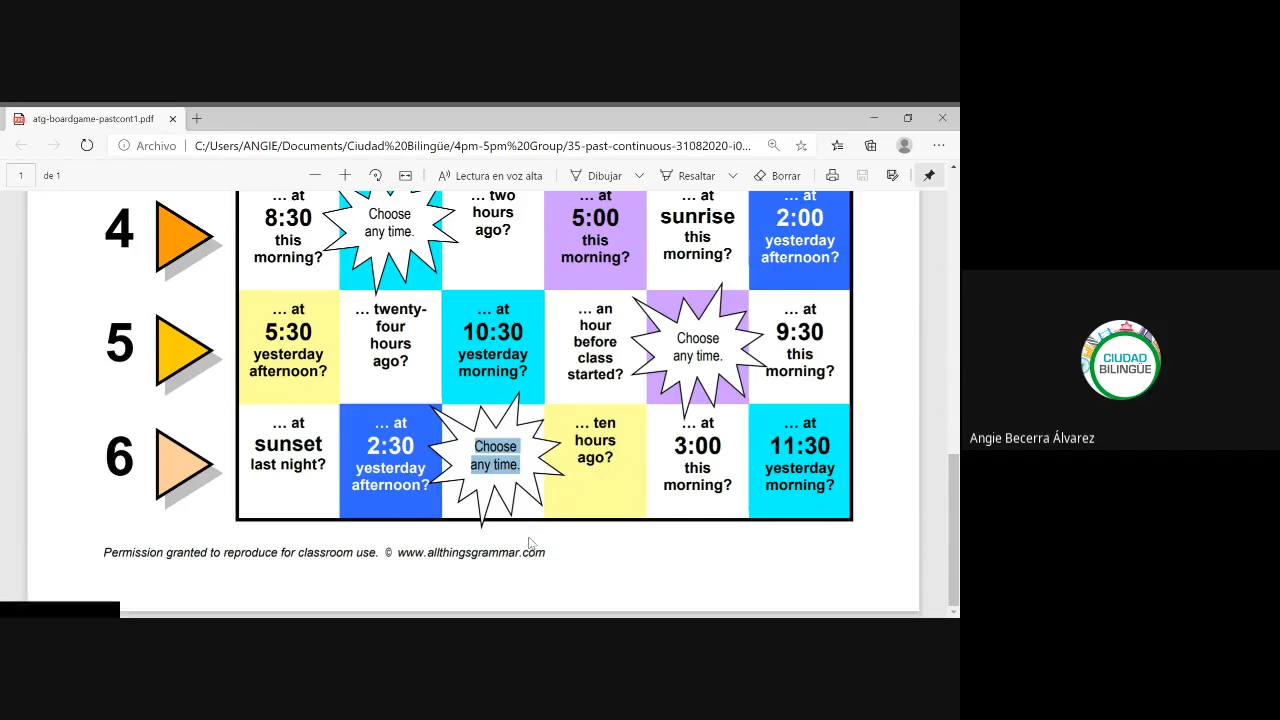 atg-boardgame-pastcont1.pdf
Archivo
C:/Users/ANGIE/Documents/Ciudad%20Bilingüe/4pm-5pm%20Group/35-past-continuous-31082020-i0...
1
de 1
Lectura en voz alta
Dibujar
Resaltar
Borrar
4
... at
8:30
this
morning?
Choose
any time.
... two
hours
ago?
... at
5:00
this
morning?
... at
sunrise
this
morning?
... at
2:00
yesterday
afternoon?
5
... at
5:30
yesterday
afternoon?
... twenty-
four
hours
ago?
... at
10:30
yesterday
morning?
... an
hour
before
class
started?
Choose
any time.
... at
9:30
this
morning?
6
... at
sunset
last night?
... at
2:30
yesterday
afternoon?
Choose
any time.
... ten
hours
ago?
... at
3:00
this
morning?
... at
11:30
yesterday
morning?
Permission granted to reproduce for classroom use. © www.allthingsgrammar.com
CIUDAD
BILINGÜE
Angie Becerra Álvarez